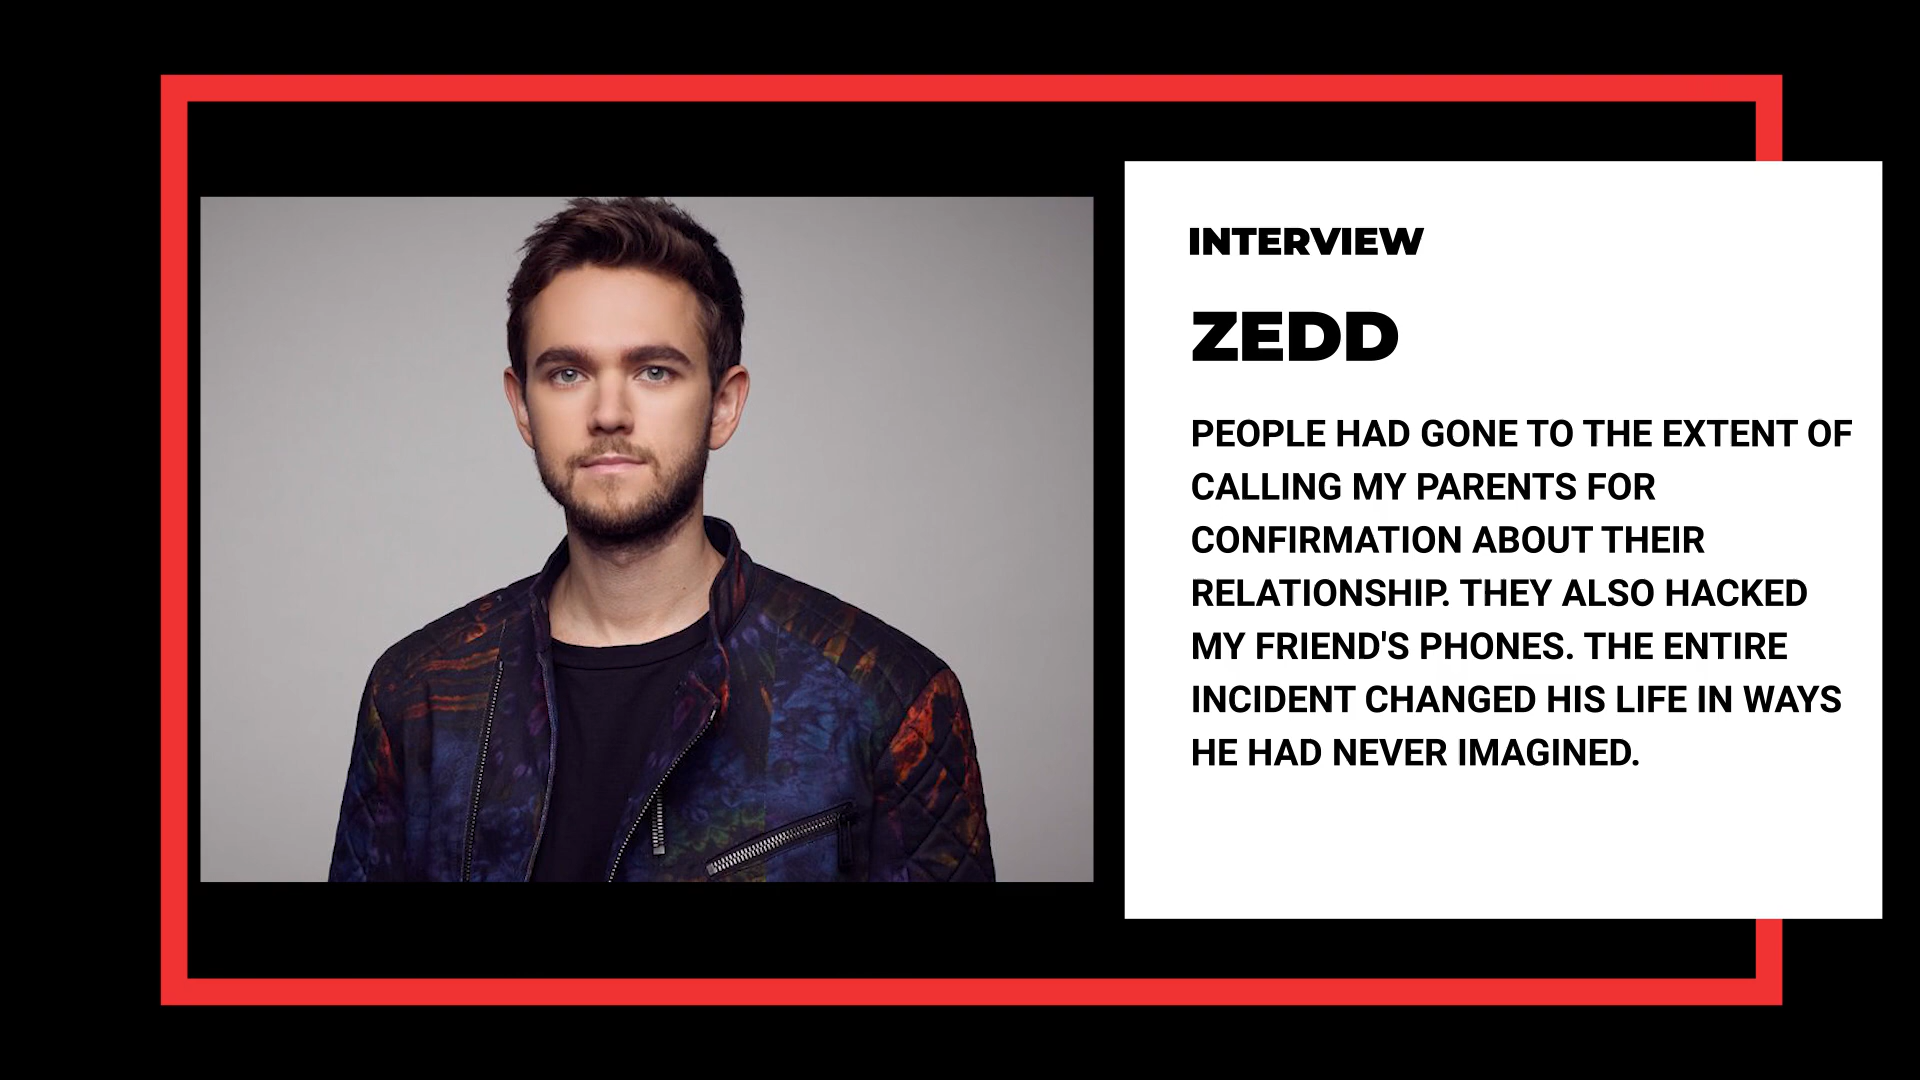 INTERVIEW
ZEDD
PEOPLE HAD GONE TO THE EXTENT OF
CALLING MY PARENTS FOR
CONFIRMATION ABOUT THEIR
RELATIONSHIP. THEY ALSO HACKED
MY FRIEND'S PHONES. THE ENTIRE
INCIDENT CHANGED HIS LIFE IN WAYS
HE HAD NEVER IMAGINED.